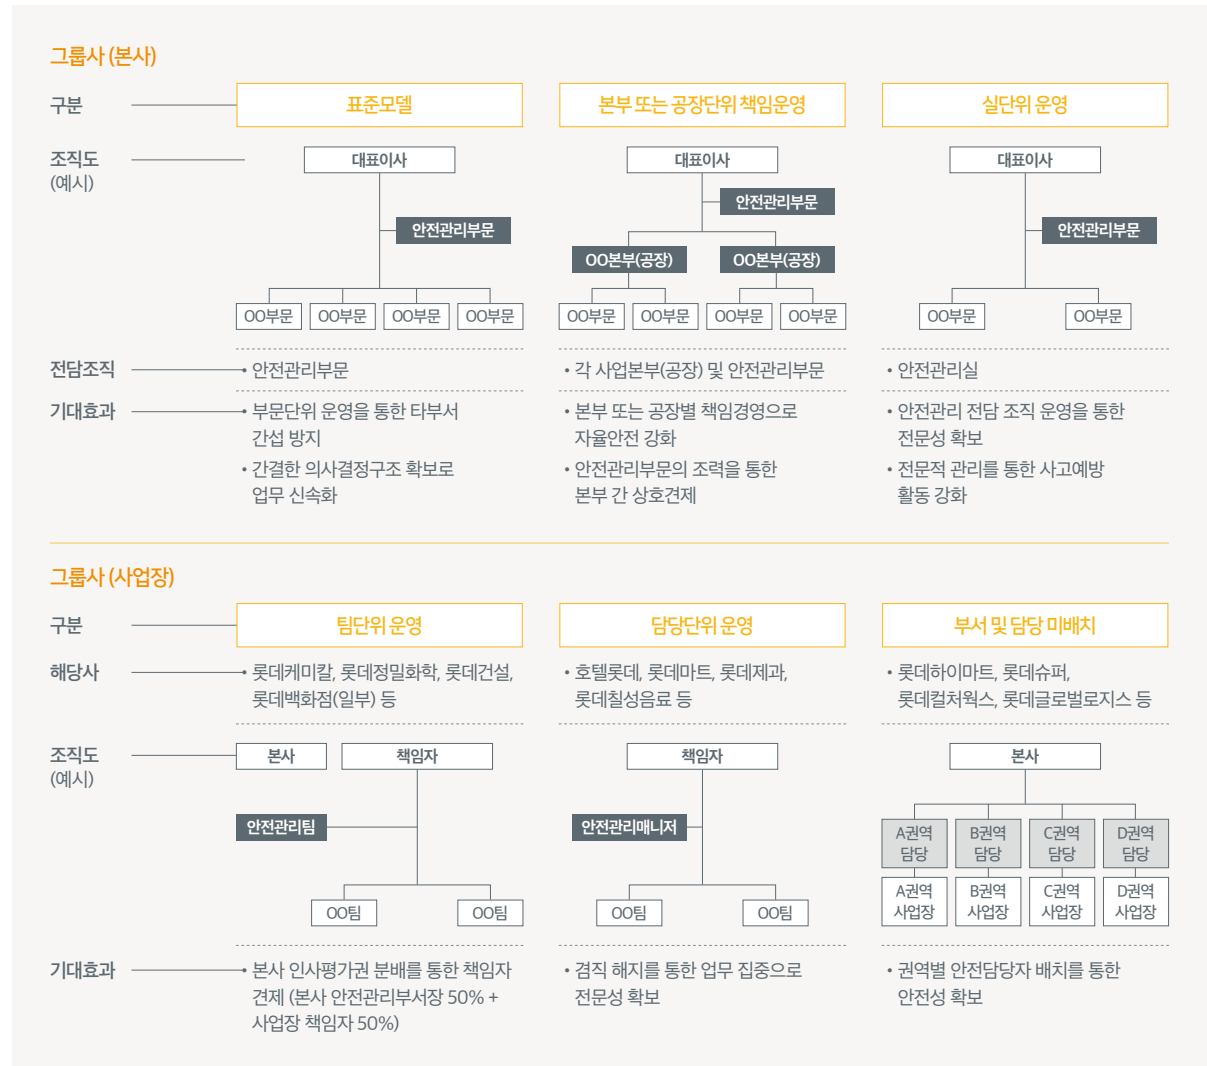 그룹사 (본사)
구분
표준모델
본부 또는 공장단위 책임운영
실단위 운영
조직도
(예시)
대표이사
안전관리부문
OO부문 OO부문 OO부문 OO부문
대표이사
안전관리부문
OO본부(공장) OO본부(공장)
OO부문 OO부문 OO부문 OO부문
대표이사
안전관리부문
OO부문 OO부문
전담조직
• 안전관리부문
• 각 사업본부(공장) 및 안전관리부문
• 안전관리실
기대효과
• 부문단위 운영을 통한 타부서
간섭 방지
• 간결한 의사결정구조 확보로
업무 신속화
• 본부 또는 공장별 책임경영으로
자율안전 강화
• 안전관리부문의 조력을 통한
본부 간 상호견제
• 안전관리 전담 조직 운영을 통한
전문성 확보
• 전문적 관리를 통한 사고예방
활동 강화
그룹사 (사업장)
구분
팀단위 운영
담당단위 운영
부서 및 담당 미배치
해당사
• 롯데케미칼, 롯데정밀화학, 롯데건설,
롯데백화점(일부) 등
• 호텔롯데, 롯데마트, 롯데제과,
롯데칠성음료 등
• 롯데하이마트, 롯데슈퍼,
롯데컬처웍스, 롯데글로벌로지스 등
조직도
(예시)
본사 책임자
안전관리팀
OO팀 OO팀
책임자
안전관리매니저
OO팀 OO팀
본사
A권역
담당
B권역
담당
C권역
담당
D권역
담당
A권역
사업장
B권역
사업장
C권역
사업장
D권역
사업장
기대효과
• 본사 인사평가권 분배를 통한 책임자
견제 (본사 안전관리부서장 50% +
사업장 책임자 50%)
• 겸직 해지를 통한 업무 집중으로
전문성 확보
• 권역별 안전담당자 배치를 통한
안전성 확보